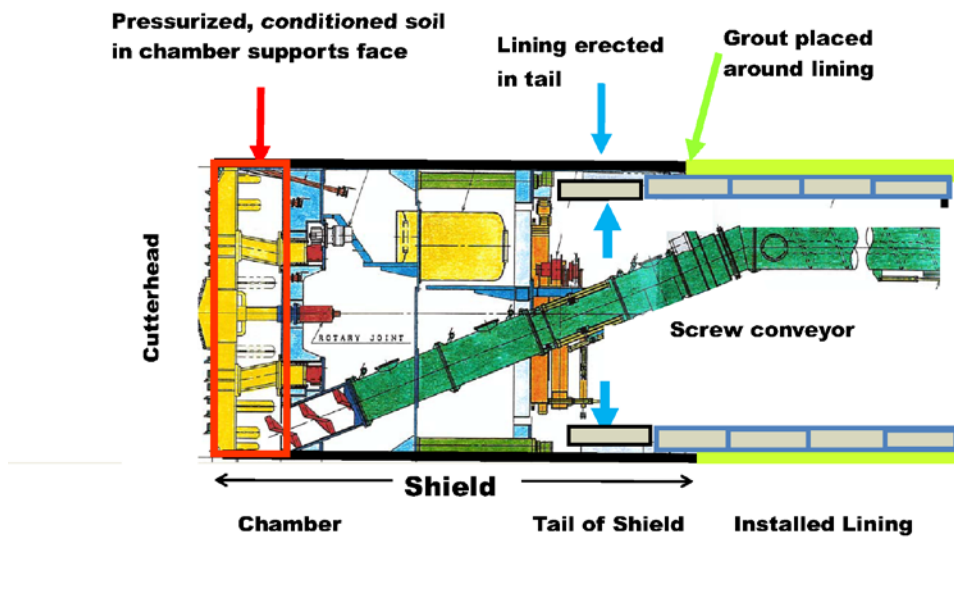 Pressurized, conditioned soil
in chamber supports face
Lining erected
in tail
Grout placed
around lining
Cutterhead
ROTARY JOINT
Screw conveyor
Shield
Chamber
Tail of Shield
Installed Lining